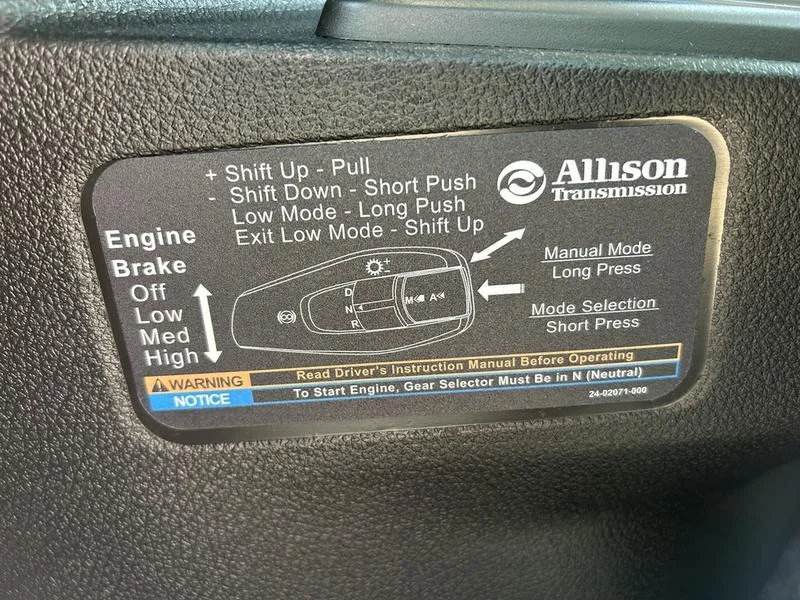 + Shift Up - Pull
- Shift Down - Short Push
Low Mode - Long Push
Exit Low Mode - Shift Up
Allison
Transmission
Engine
Brake
Off
Low
Med
High
+
-
D
N
R
M
A
Manual Mode
Long Press
Mode Selection
Short Press
WARNING Read Driver's Instruction Manual Before Operating
NOTICE To Start Engine, Gear Selector Must Be in N (Neutral)
24-02071-000